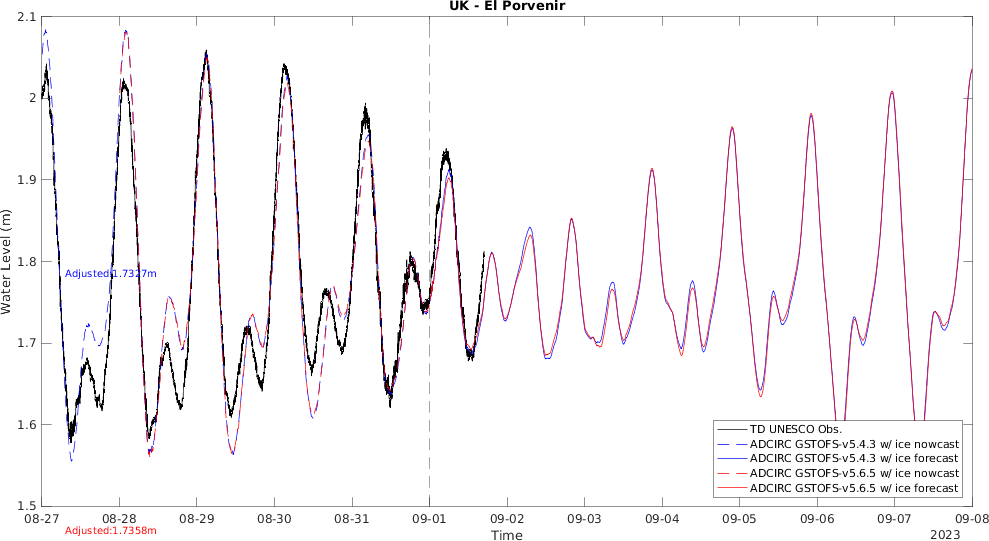 UK - El Porvenir
2.1
2
1.9
1.8
1.7
1.6
1.5
Water Level (m)
Adjusted:1.7327m
Adjusted:1.7358m
TD UNESCO Obs.
ADCIRC GSTOFS-v5.4.3 w/ ice nowcast
ADCIRC GSTOFS-v5.4.3 w/ ice forecast
ADCIRC GSTOFS-v5.6.5 w/ ice nowcast
ADCIRC GSTOFS-v5.6.5 w/ ice forecast
08-27 08-28 08-29 08-30 08-31 09-01 09-02 09-03 09-04 09-05 09-06 09-07 09-08
Time
2023